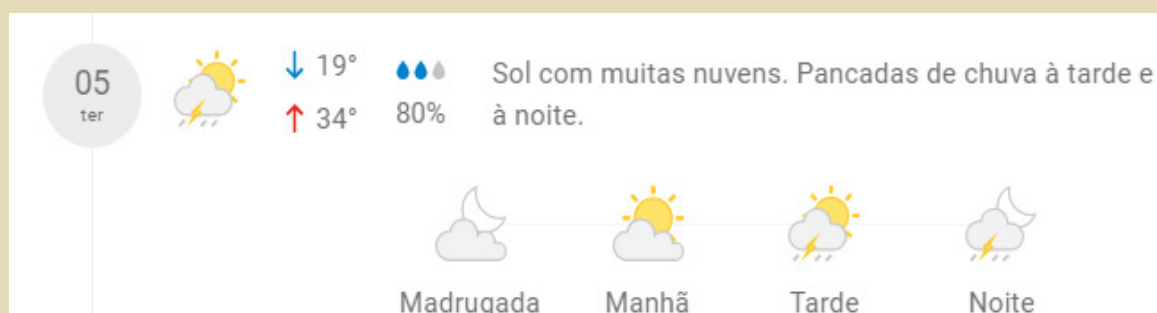 05
ter
↓ 19°
↑ 34°
80%
Sol com muitas nuvens. Pancadas de chuva à tarde e
à noite.
Madrugada
Manhã
Tarde
Noite